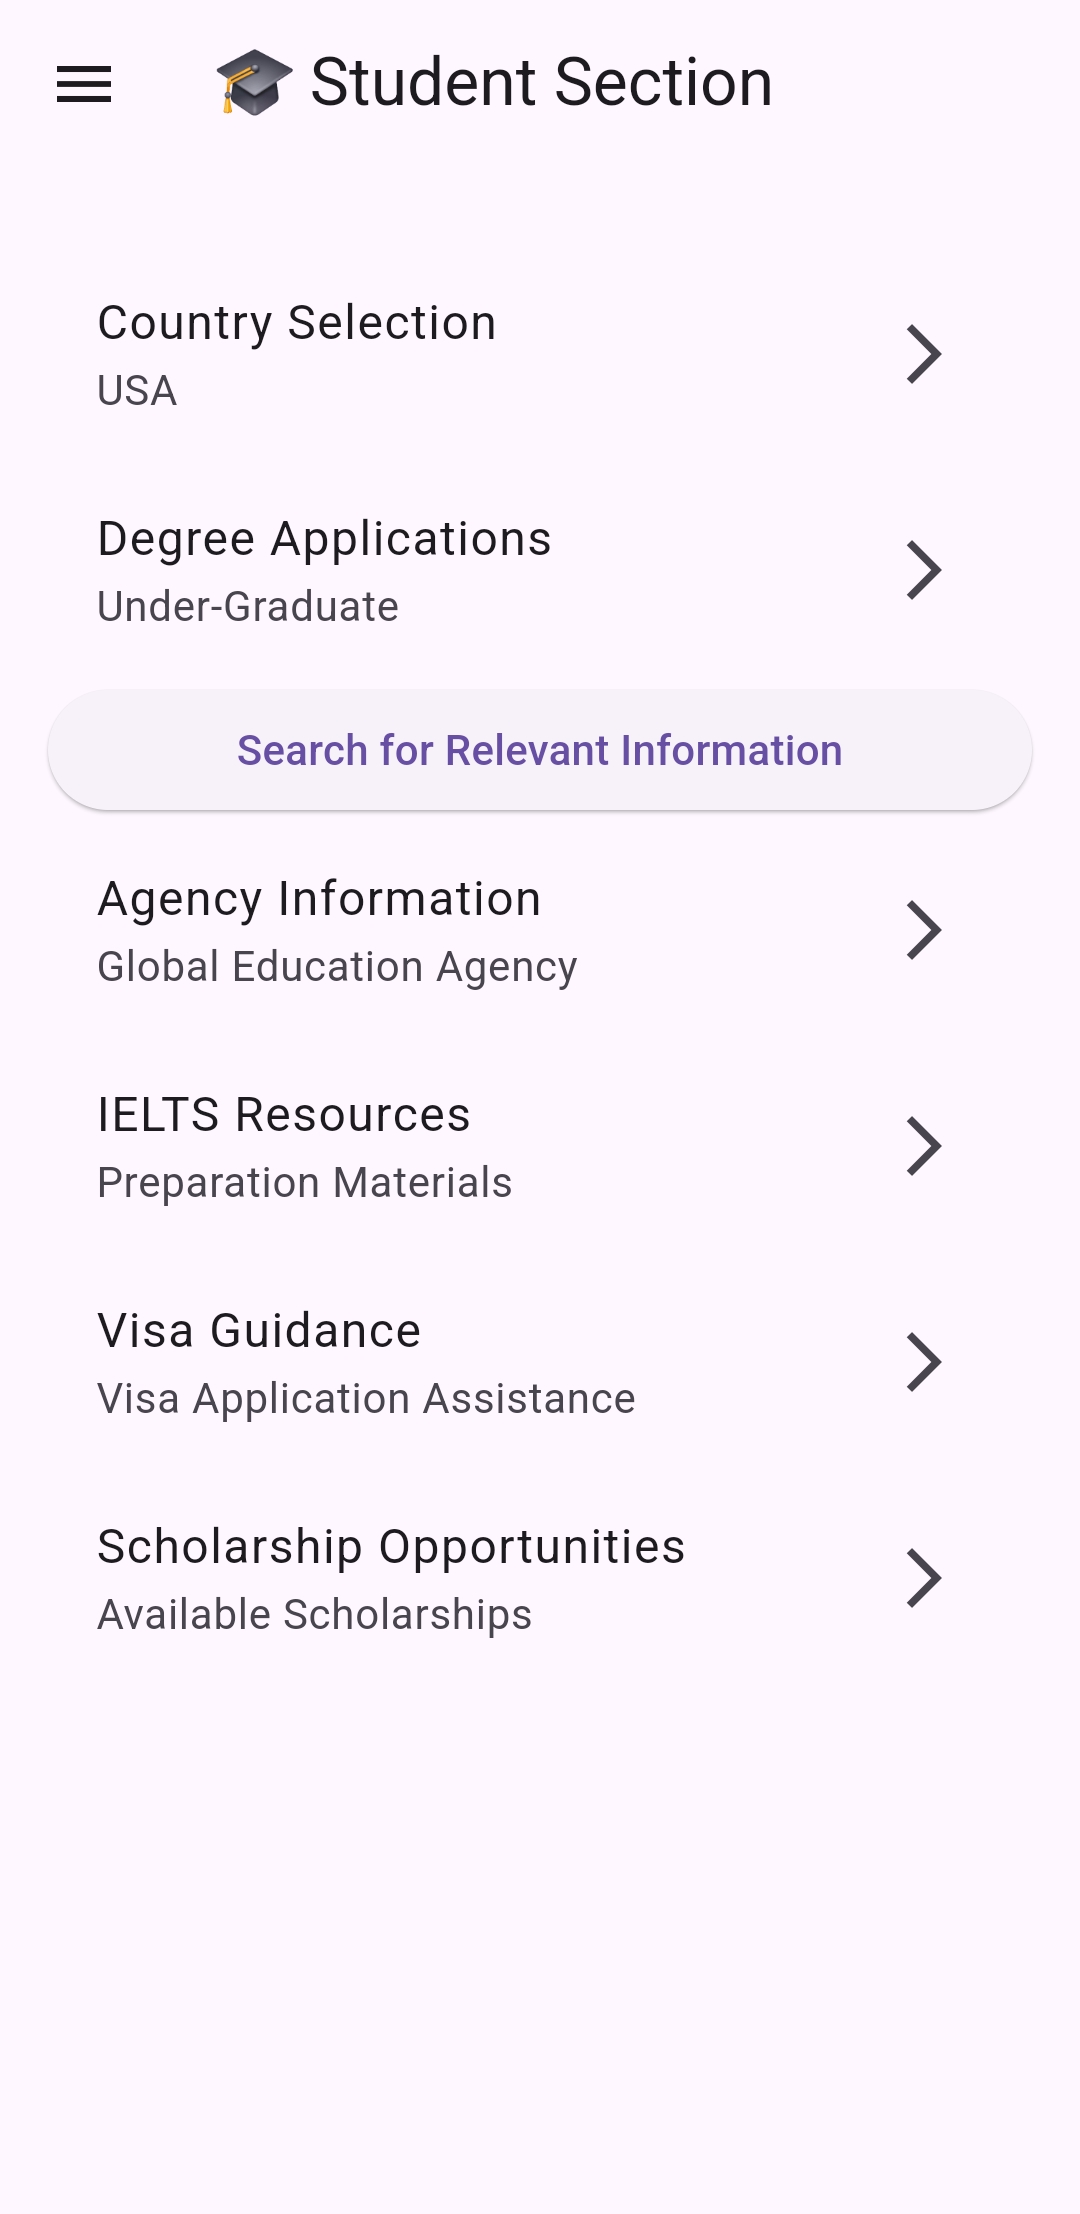 🎓 Student Section
Country Selection
USA
Degree Applications
Under-Graduate
Search for Relevant Information
Agency Information
Global Education Agency
IELTS Resources
Preparation Materials
Visa Guidance
Visa Application Assistance
Scholarship Opportunities
Available Scholarships